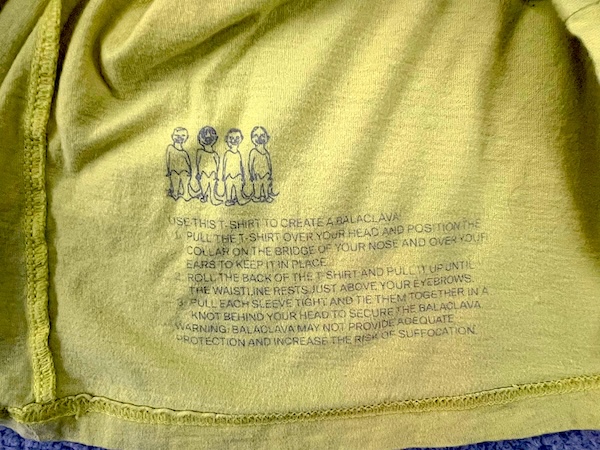 USE THIS T-SHIRT TO CREATE A BALACLAVA!
1. PULL THE T-SHIRT OVER YOUR HEAD AND POSITION THE
COLLAR ON THE BRIDGE OF YOUR NOSE AND OVER YOUR
EARS TO KEEP IT IN PLACE.
2. ROLL THE BACK OF THE T-SHIRT AND PULL IT UP UNTIL
THE WAISTLINE RESTS JUST ABOVE YOUR EYEBROWS.
3. PULL EACH SLEEVE TIGHT AND TIE THEM TOGETHER IN A
KNOT BEHIND YOUR HEAD TO SECURE THE BALACLAVA.
WARNING: BALACLAVA MAY NOT PROVIDE ADEQUATE
PROTECTION AND INCREASE THE RISK OF SUFFOCATION.